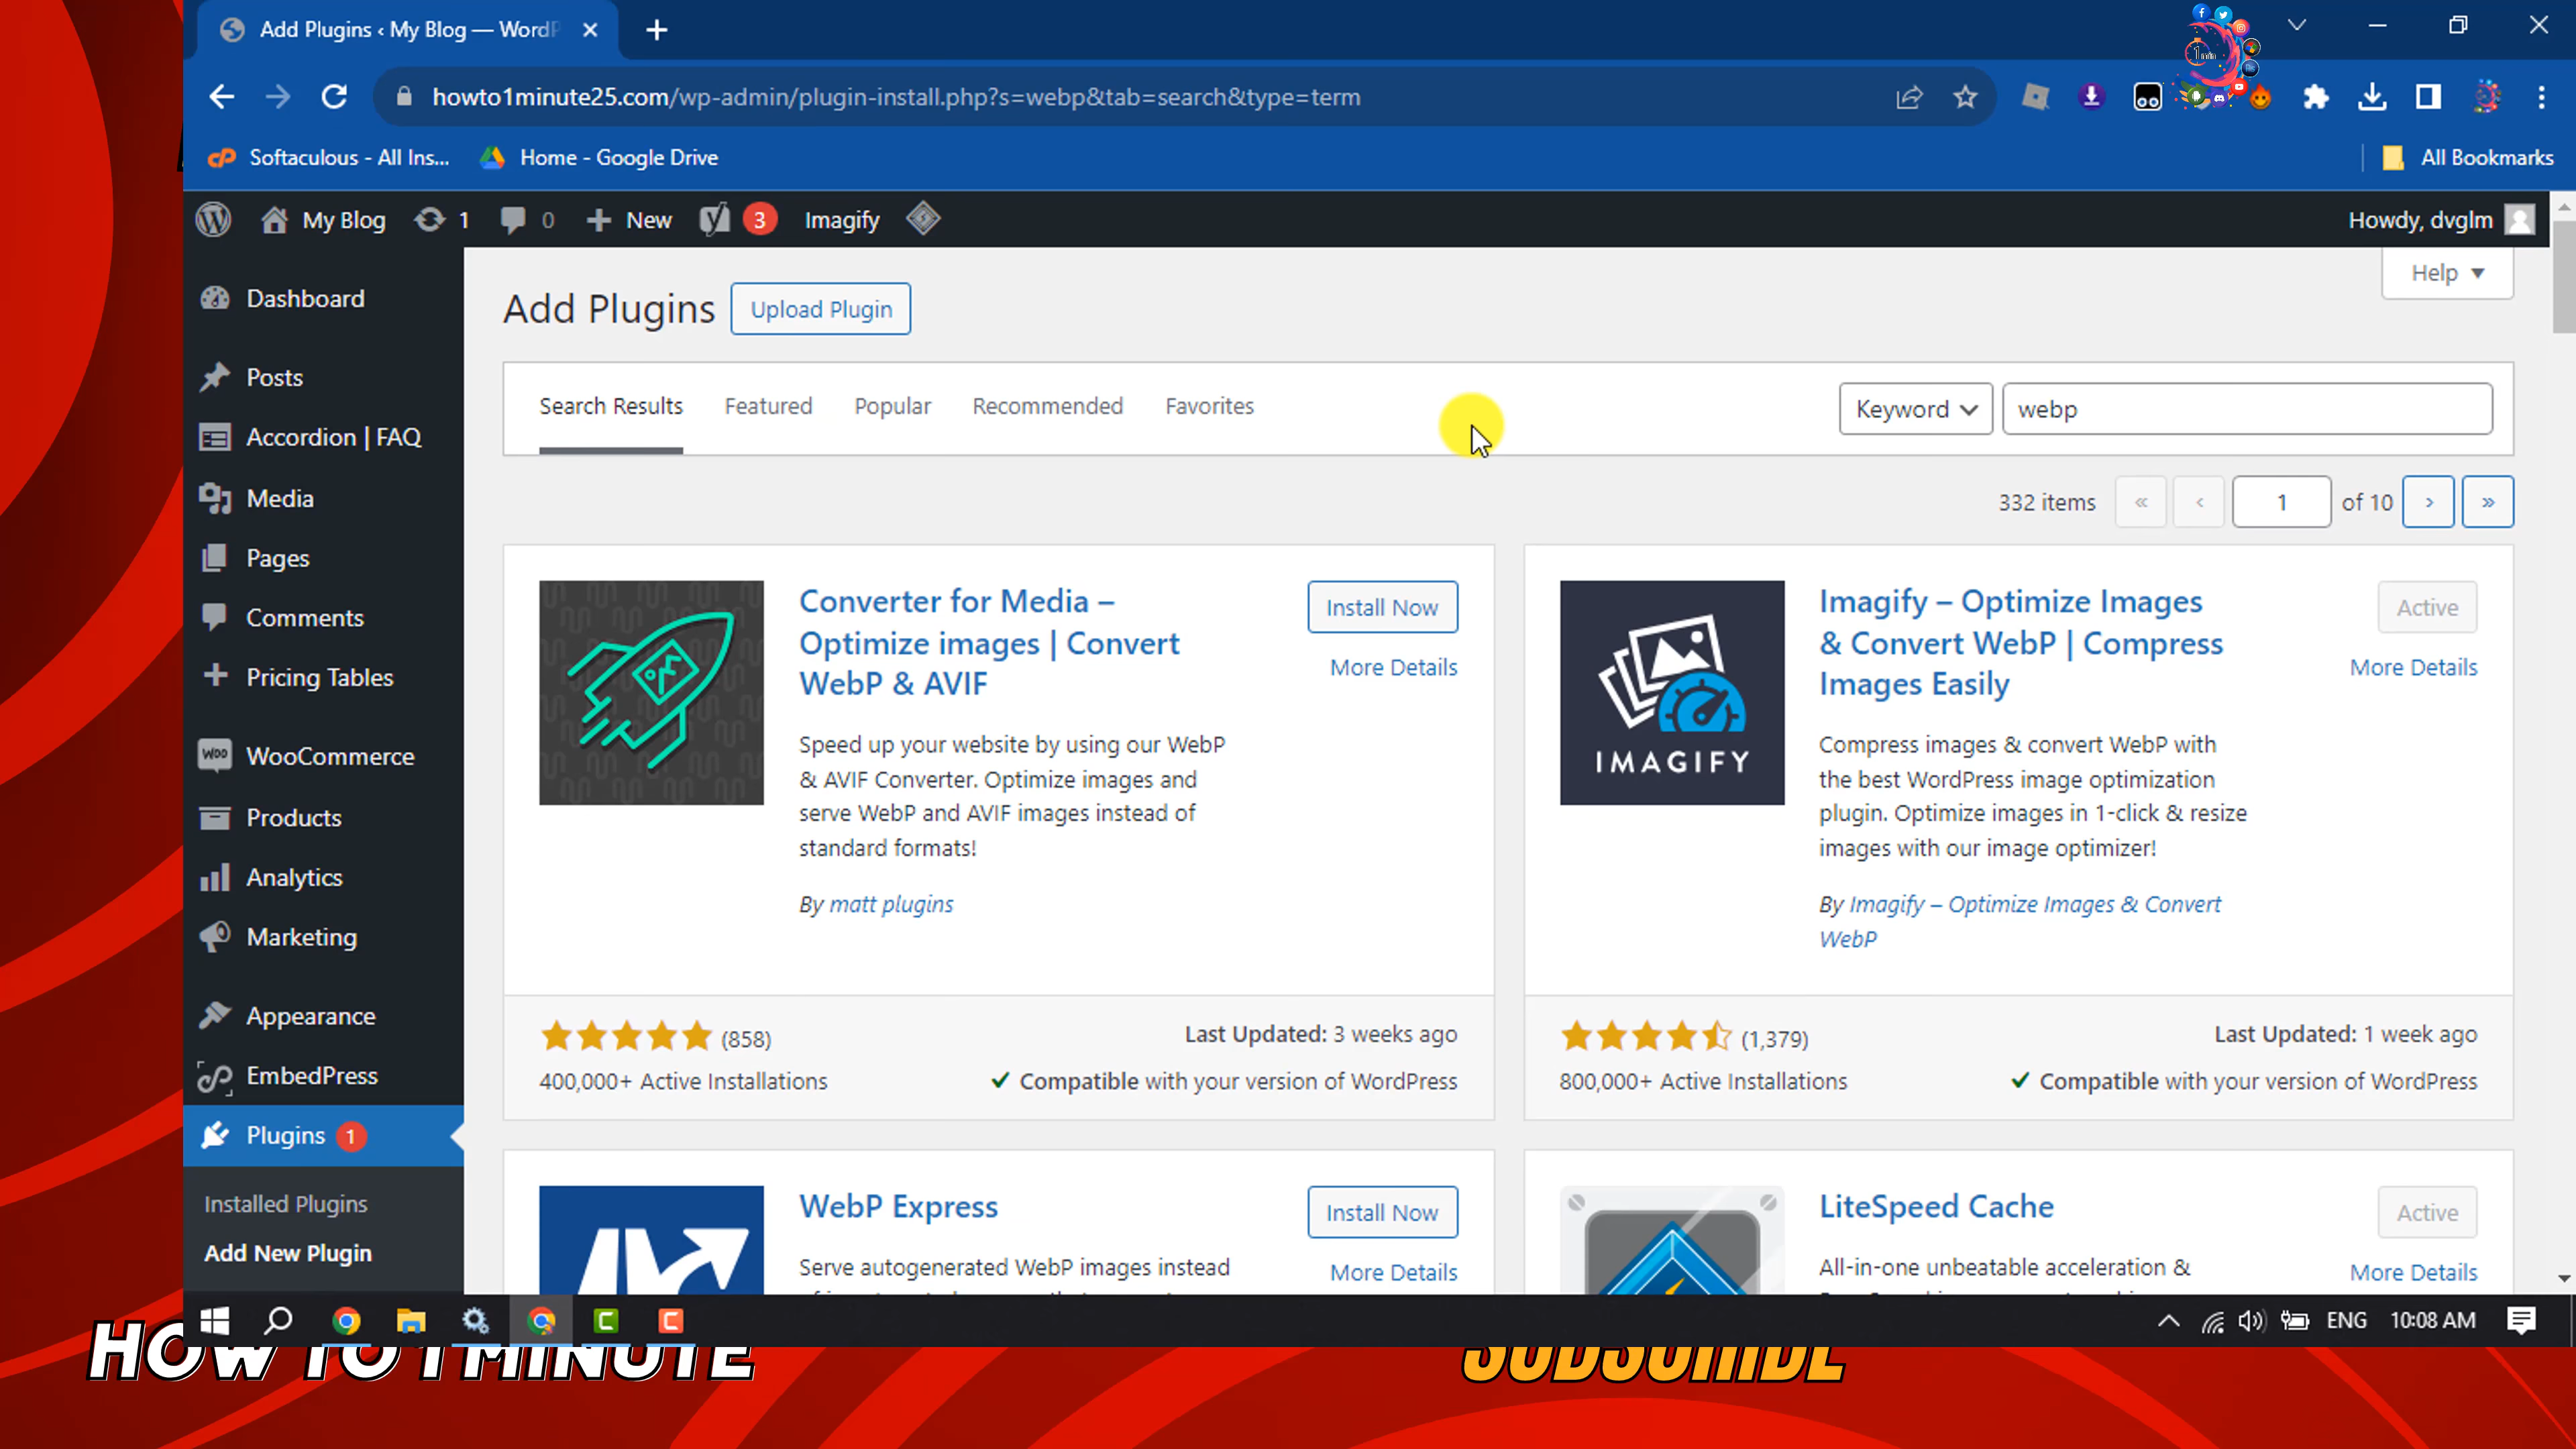 Add Plugins ‹ My Blog — WordP
howto1minute25.com/wp-admin/plugin-install.php?s=webp&tab=search&type=term
Softaculous - All Ins...
Home - Google Drive
All Bookmarks
My Blog
1
0
New
3
Imagify
Howdy, dvglm
Dashboard
Posts
Accordion | FAQ
Media
Pages
Comments
Pricing Tables
WooCommerce
Products
Analytics
Marketing
Appearance
EmbedPress
Plugins 1
Installed Plugins
Add New Plugin
Help
Add Plugins
Upload Plugin
Search Results
Featured
Popular
Recommended
Favorites
Keyword
webp
332 items
«
‹
1
of 10
›
»
Converter for Media –
Optimize images | Convert
WebP & AVIF
Install Now
More Details
Speed up your website by using our WebP
& AVIF Converter. Optimize images and
serve WebP and AVIF images instead of
standard formats!
By matt plugins
(858)
400,000+ Active Installations
Last Updated: 3 weeks ago
Compatible with your version of WordPress
IMAGIFY
Imagify – Optimize Images
& Convert WebP | Compress
Images Easily
Active
More Details
Compress images & convert WebP with
the best WordPress image optimization
plugin. Optimize images in 1-click & resize
images with our image optimizer!
By Imagify – Optimize Images & Convert
WebP
(1,379)
800,000+ Active Installations
Last Updated: 1 week ago
Compatible with your version of WordPress
WebP Express
Install Now
More Details
Serve autogenerated WebP images instead
LiteSpeed Cache
Active
More Details
All-in-one unbeatable acceleration &
ENG
10:08 AM
HOW TO 1 MINUTE